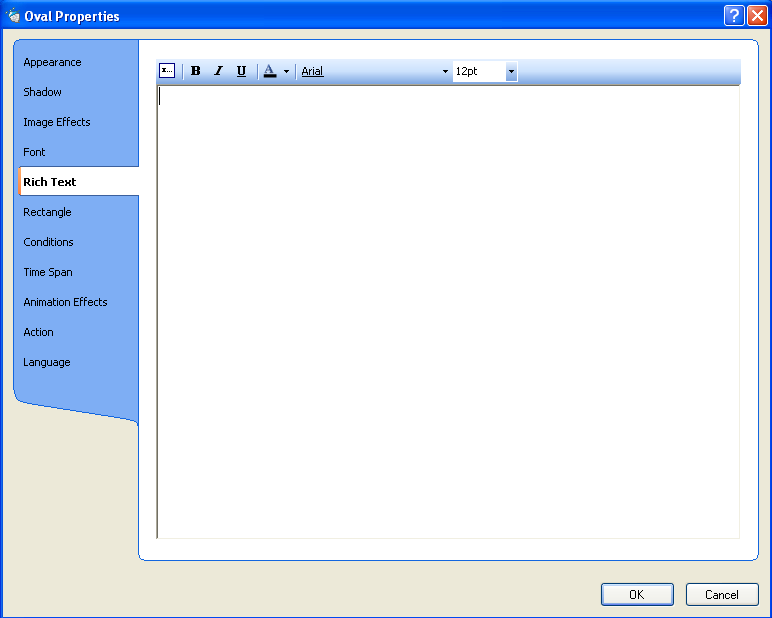 Oval Properties
?
Appearance
Shadow
Image Effects
Font
Rich Text
Rectangle
Conditions
Time Span
Animation Effects
Action
Language
x... B I U A Arial 12pt
OK Cancel